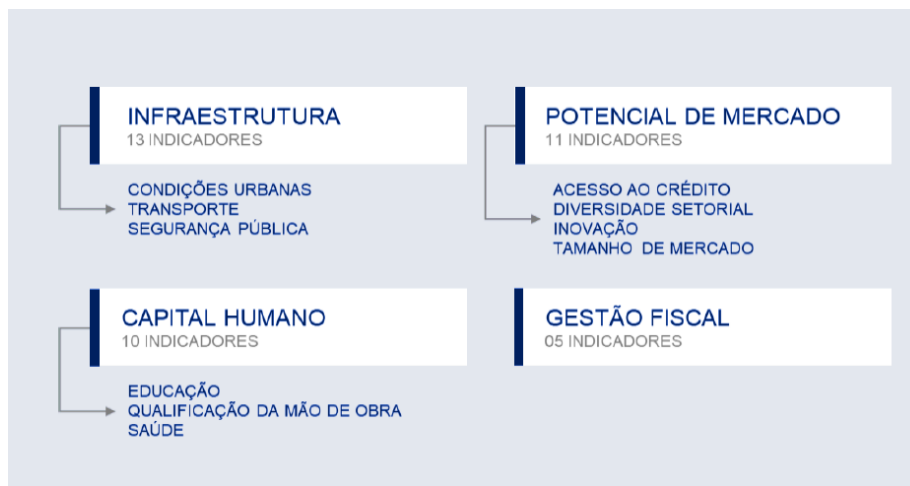 INFRAESTRUTURA
13 INDICADORES
CONDIÇÕES URBANAS
TRANSPORTE
SEGURANÇA PÚBLICA
POTENCIAL DE MERCADO
11 INDICADORES
ACESSO AO CRÉDITO
DIVERSIDADE SETORIAL
INOVAÇÃO
TAMANHO DE MERCADO
CAPITAL HUMANO
10 INDICADORES
EDUCAÇÃO
QUALIFICAÇÃO DA MÃO DE OBRA
SAÚDE
GESTÃO FISCAL
05 INDICADORES